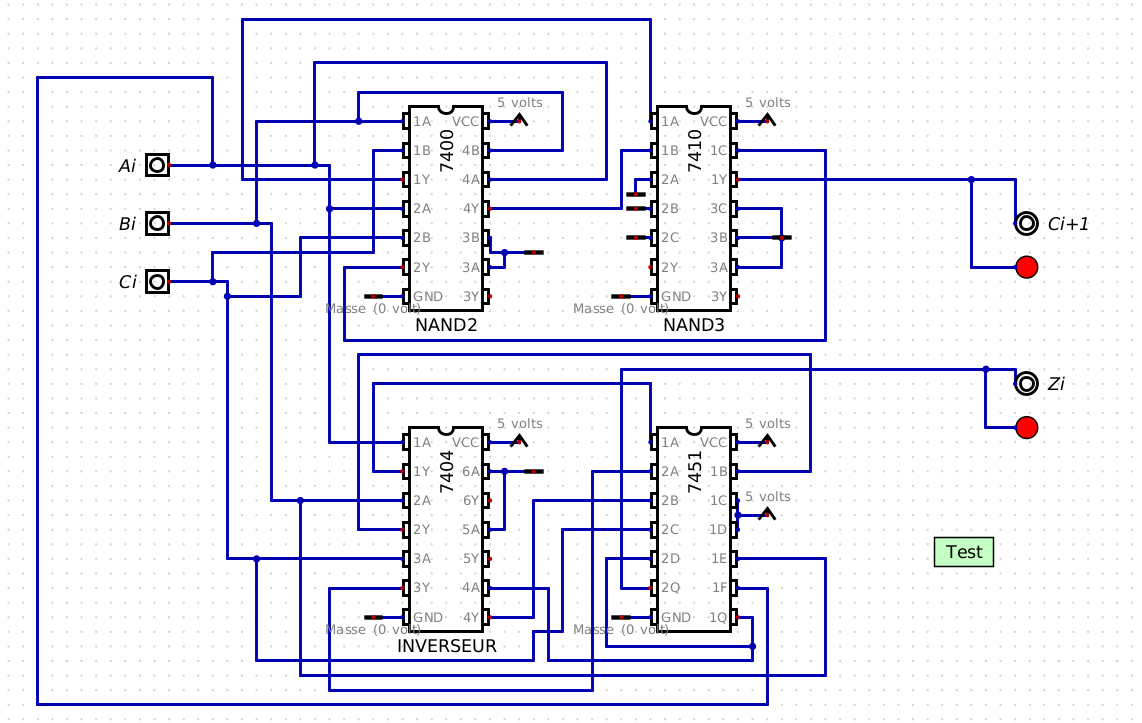 5 volts
5 volts
1A VCC
1B 4B
1Y 4A
2A 4Y
2B 3B
2Y 3A
GND 3Y
7400
1A VCC
1B 1C
2A 1Y
2B 3C
2C 3B
2Y 3A
GND 3Y
7410
Ai
Bi
Ci
Ci+1
Masse (0 volt)
Masse (0 volt)
NAND2
NAND3
Zi
5 volts
5 volts
1A VCC
1Y 6A
2A 6Y
2Y 5A
3A 5Y
3Y 4A
GND 4Y
7404
1A VCC
2A 1B
2B 1C
2C 1D
2D 1E
2Q 1F
GND 1Q
7451
5 volts
Test
Masse (0 volt)
Masse (0 volt)
INVERSEUR